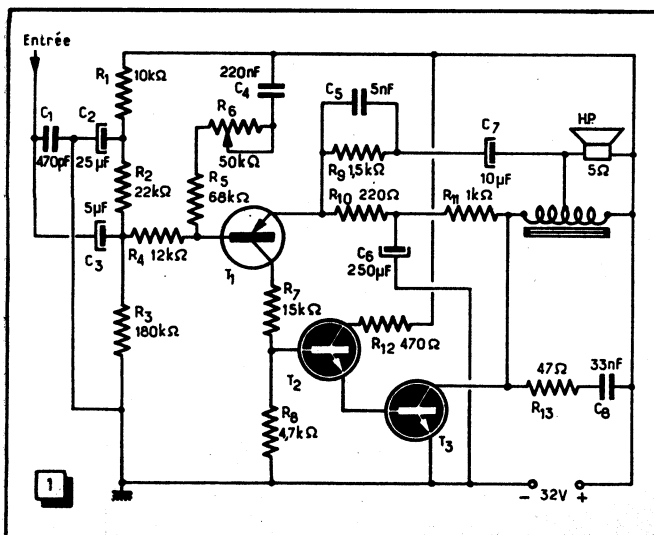 Entrée
R1
10kΩ
C1
470pF
C2
25µF
R2
22kΩ
5µF
C3
R4 12kΩ
R3
180kΩ
220nF
C4
R6
50kΩ
R5
68kΩ
T1
C5
5nF
R9 1,5kΩ
R10 220Ω
R11 1kΩ
C7
10µF
H.P.
5Ω
C6
250µF
R7
15kΩ
R12 470Ω
T2
R8
4,7kΩ
T3
47Ω
R13
33nF
C8
1
- 32V +